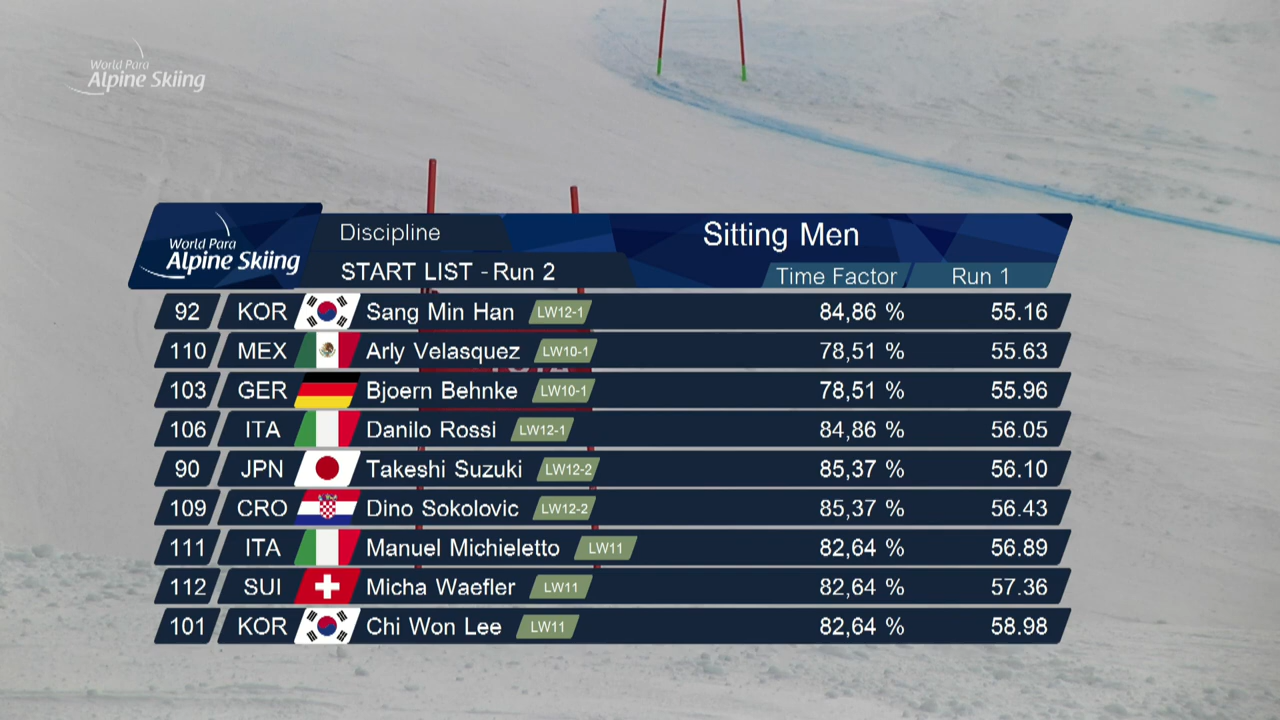 World Para
Alpine Skiing
World Para
Alpine Skiing
Discipline
Sitting Men
START LIST - Run 2
Time Factor Run 1
92 KOR Sang Min Han LW12-1 84,86 % 55.16
110 MEX Arly Velasquez LW10-1 78,51 % 55.63
103 GER Bjoern Behnke LW10-1 78,51 % 55.96
106 ITA Danilo Rossi LW12-1 84,86 % 56.05
90 JPN Takeshi Suzuki LW12-2 85,37 % 56.10
109 CRO Dino Sokolovic LW12-2 85,37 % 56.43
111 ITA Manuel Michieletto LW11 82,64 % 56.89
112 SUI Micha Waefler LW11 82,64 % 57.36
101 KOR Chi Won Lee LW11 82,64 % 58.98